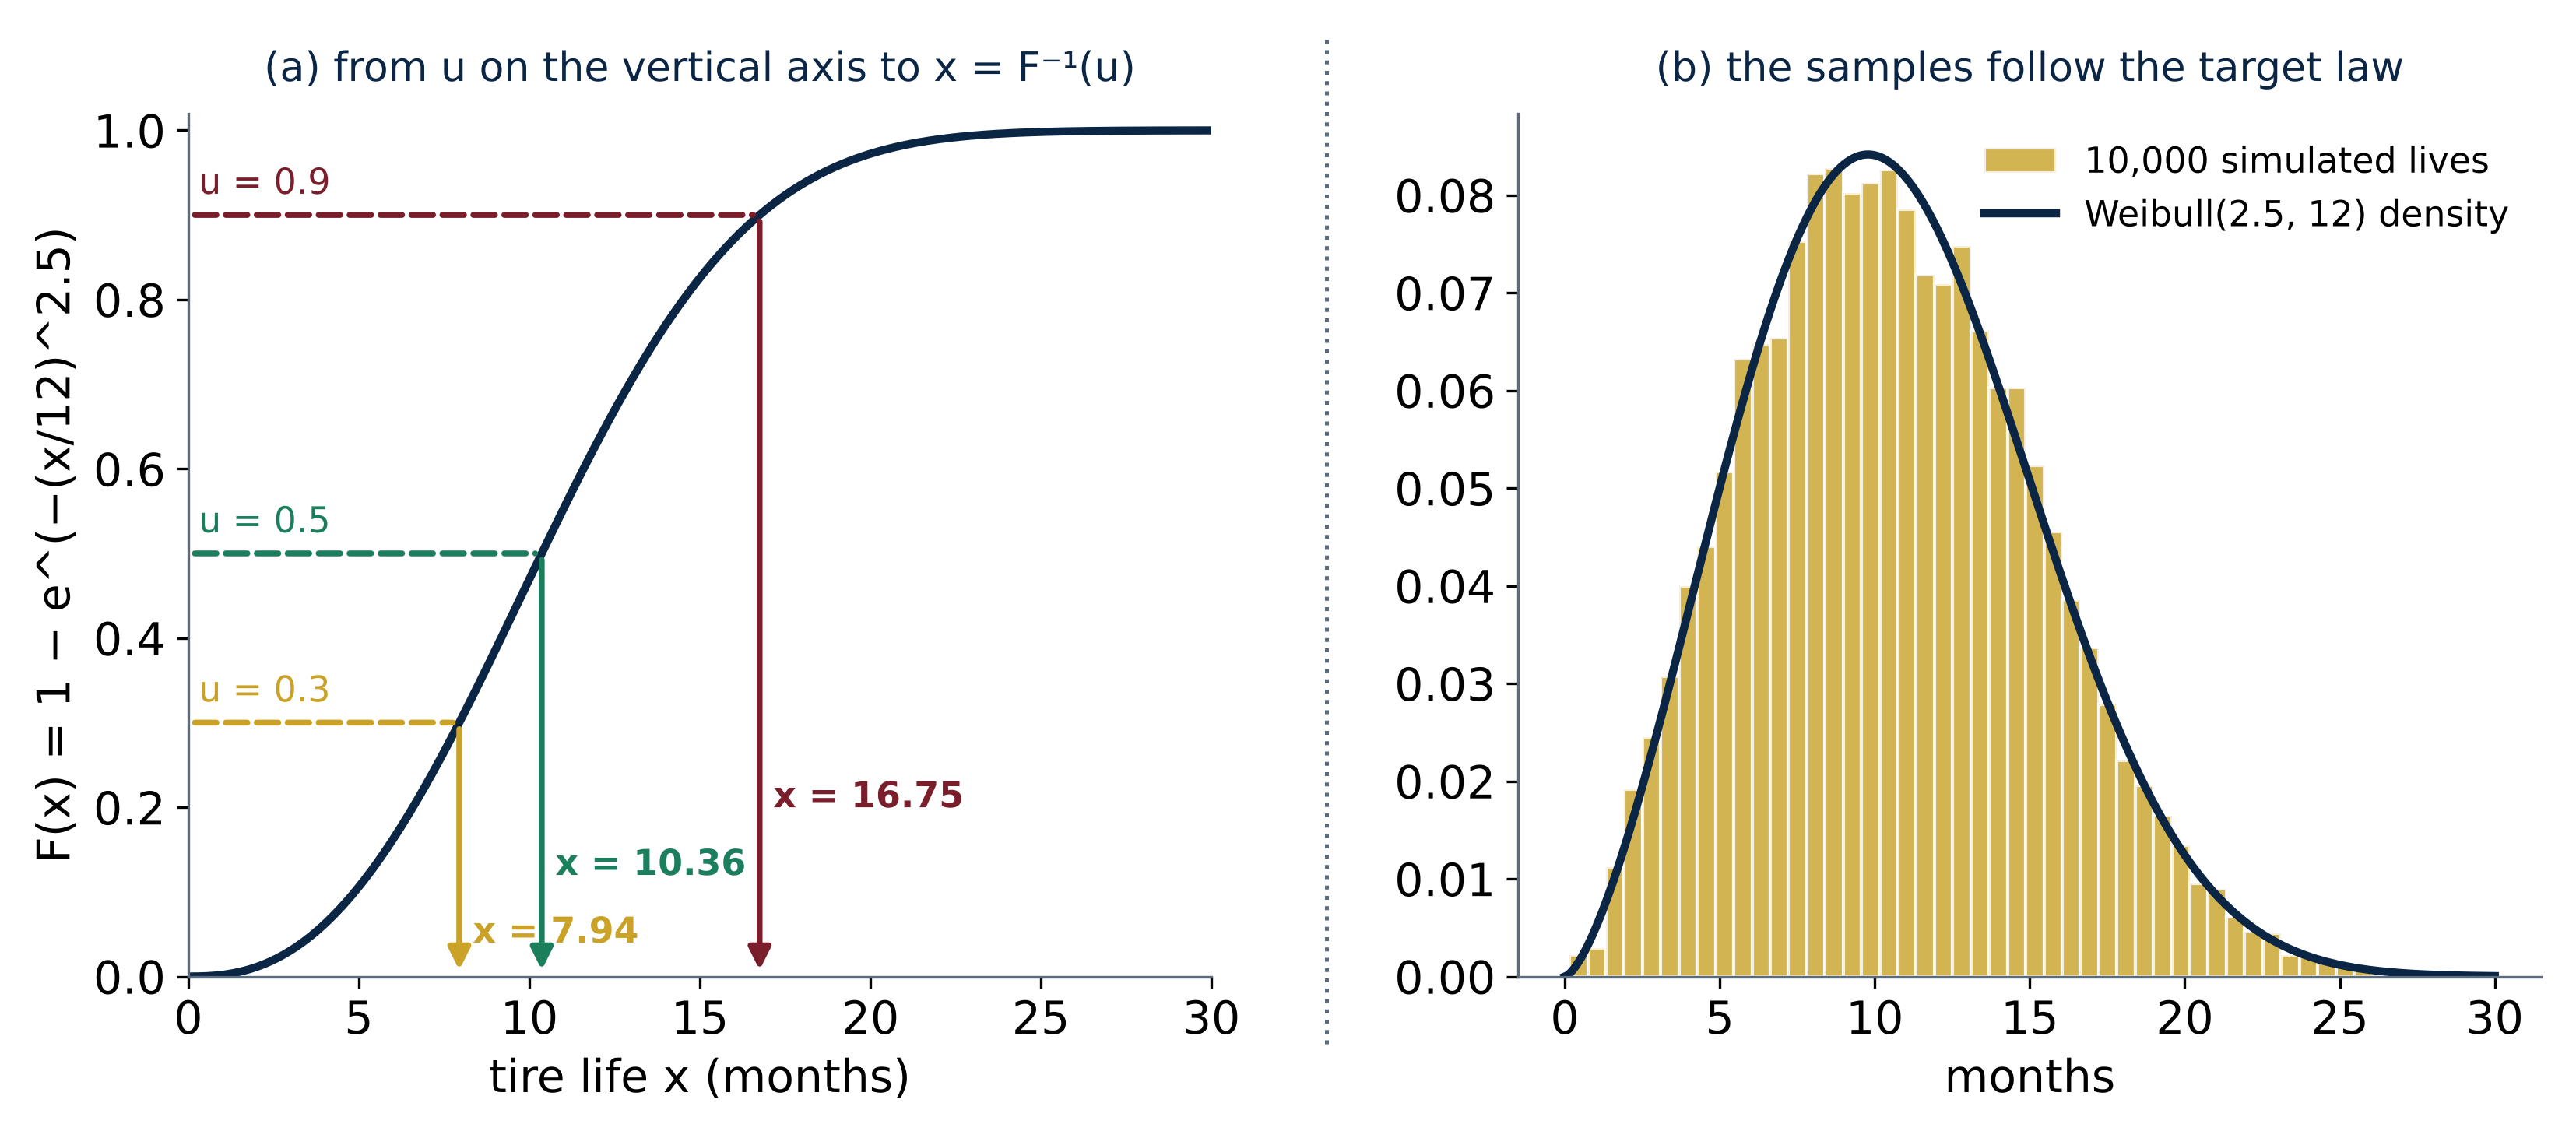 (a) from u on the vertical axis to x = F⁻¹(u)
F(x) = 1 − e^(−(x/12)^2.5)
1.0
0.8
0.6
0.4
0.2
0.0
u = 0.9
u = 0.5
u = 0.3
x = 16.75
x = 10.36
x = 7.94
0 5 10 15 20 25 30
tire life x (months)
(b) the samples follow the target law
10,000 simulated lives
Weibull(2.5, 12) density
0.08
0.07
0.06
0.05
0.04
0.03
0.02
0.01
0.00
0 5 10 15 20 25 30
months